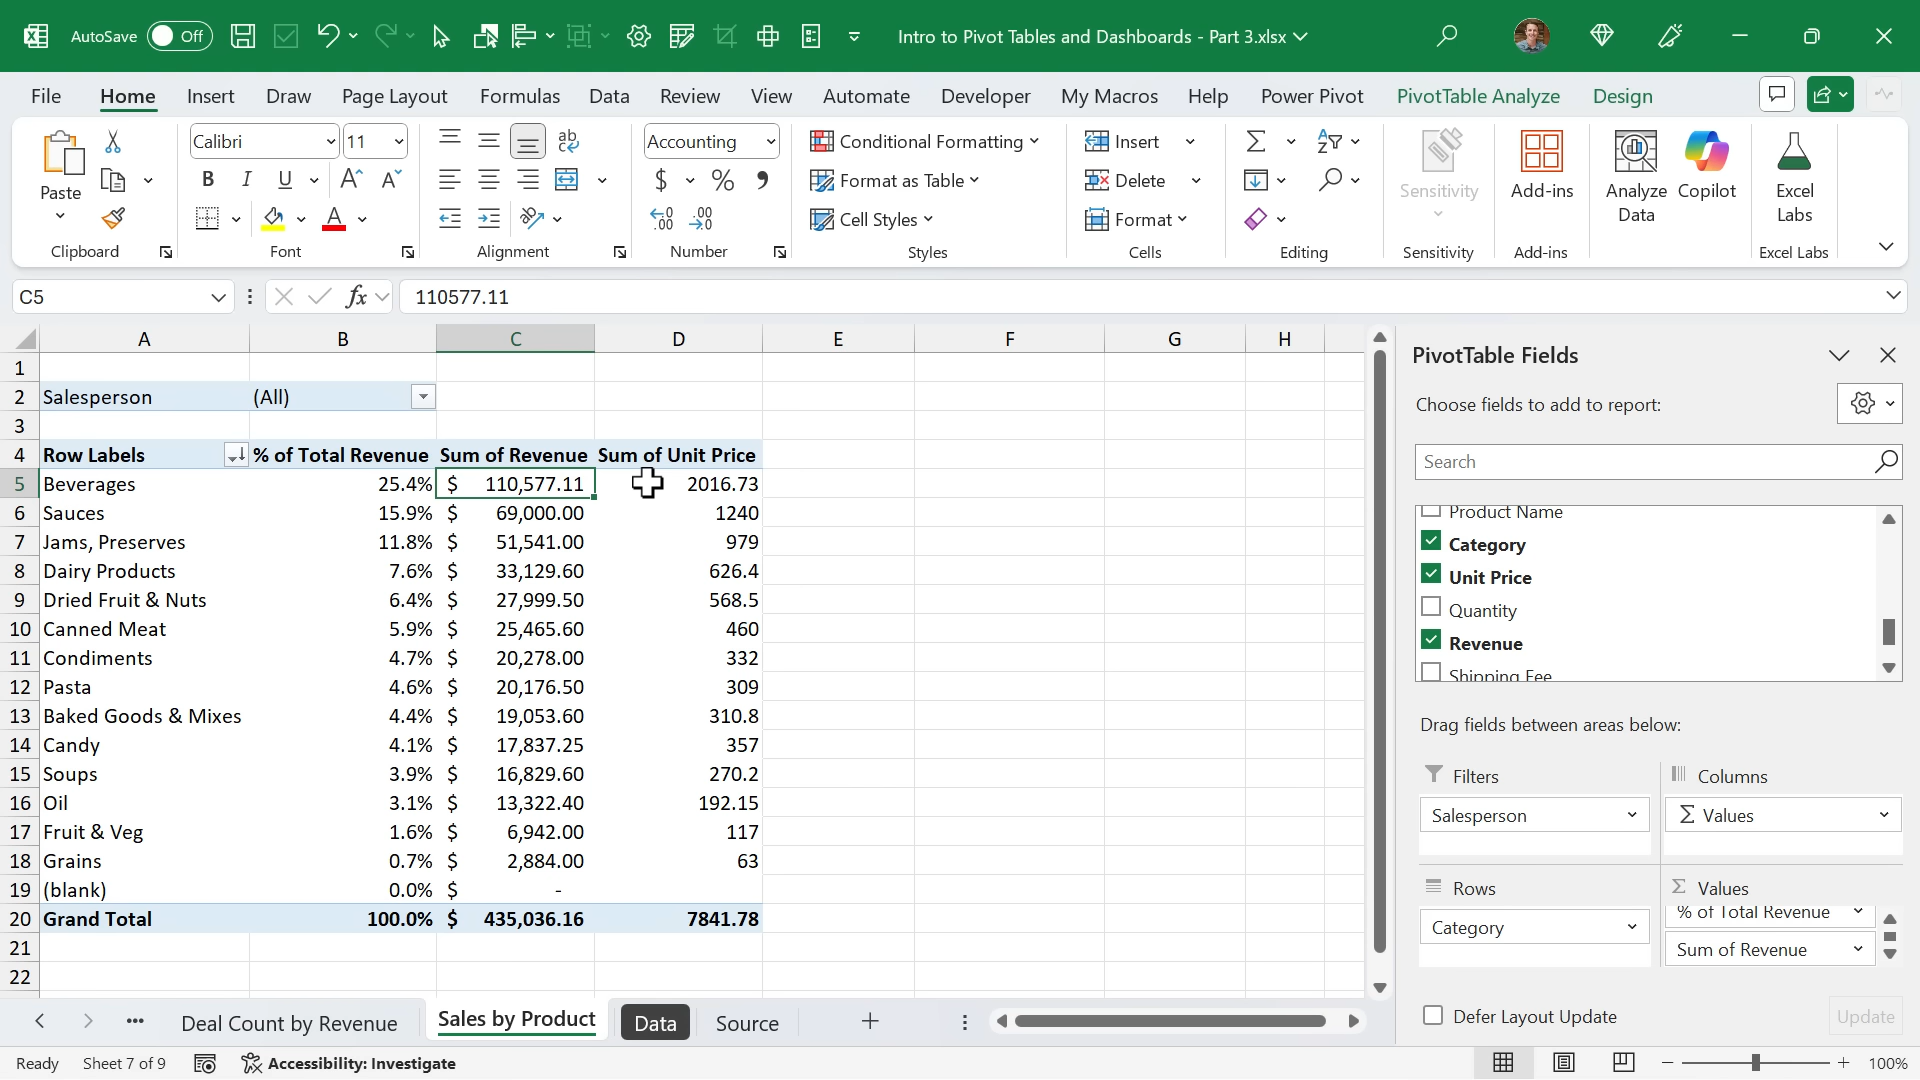 AutoSave Off Intro to Pivot Tables and Dashboards - Part 3.xlsx
File Home Insert Draw Page Layout Formulas Data Review View Automate Developer My Macros Help Power Pivot PivotTable Analyze Design
Paste
Clipboard
Calibri 11
B I U A A
A
Font
ab
Alignment
Accounting
$ % 9
.00 .00
Number
Conditional Formatting
Format as Table
Cell Styles
Styles
Insert
Delete
Format
Cells
Editing
Sensitivity
Sensitivity
Add-ins
Add-ins
Analyze Data
Copilot
Excel Labs
Excel Labs
C5 fx 110577.11
A B C D E F G H
1
2 Salesperson (All)
3
4 Row Labels % of Total Revenue Sum of Revenue Sum of Unit Price
5 Beverages 25.4% $ 110,577.11 2016.73
6 Sauces 15.9% $ 69,000.00 1240
7 Jams, Preserves 11.8% $ 51,541.00 979
8 Dairy Products 7.6% $ 33,129.60 626.4
9 Dried Fruit & Nuts 6.4% $ 27,999.50 568.5
10 Canned Meat 5.9% $ 25,465.60 460
11 Condiments 4.7% $ 20,278.00 332
12 Pasta 4.6% $ 20,176.50 309
13 Baked Goods & Mixes 4.4% $ 19,053.60 310.8
14 Candy 4.1% $ 17,837.25 357
15 Soups 3.9% $ 16,829.60 270.2
16 Oil 3.1% $ 13,322.40 192.15
17 Fruit & Veg 1.6% $ 6,942.00 117
18 Grains 0.7% $ 2,884.00 63
19 (blank) 0.0% $ -
20 Grand Total 100.0% $ 435,036.16 7841.78
21
22
PivotTable Fields
Choose fields to add to report:
Search
Product Name
Category
Unit Price
Quantity
Revenue
Shipping Fee
Drag fields between areas below:
Filters Columns
Salesperson Σ Values
Rows Σ Values
% of Total Revenue
Category Sum of Revenue
Defer Layout Update Update
Deal Count by Revenue Sales by Product Data Source
Ready Sheet 7 of 9 Accessibility: Investigate 100%